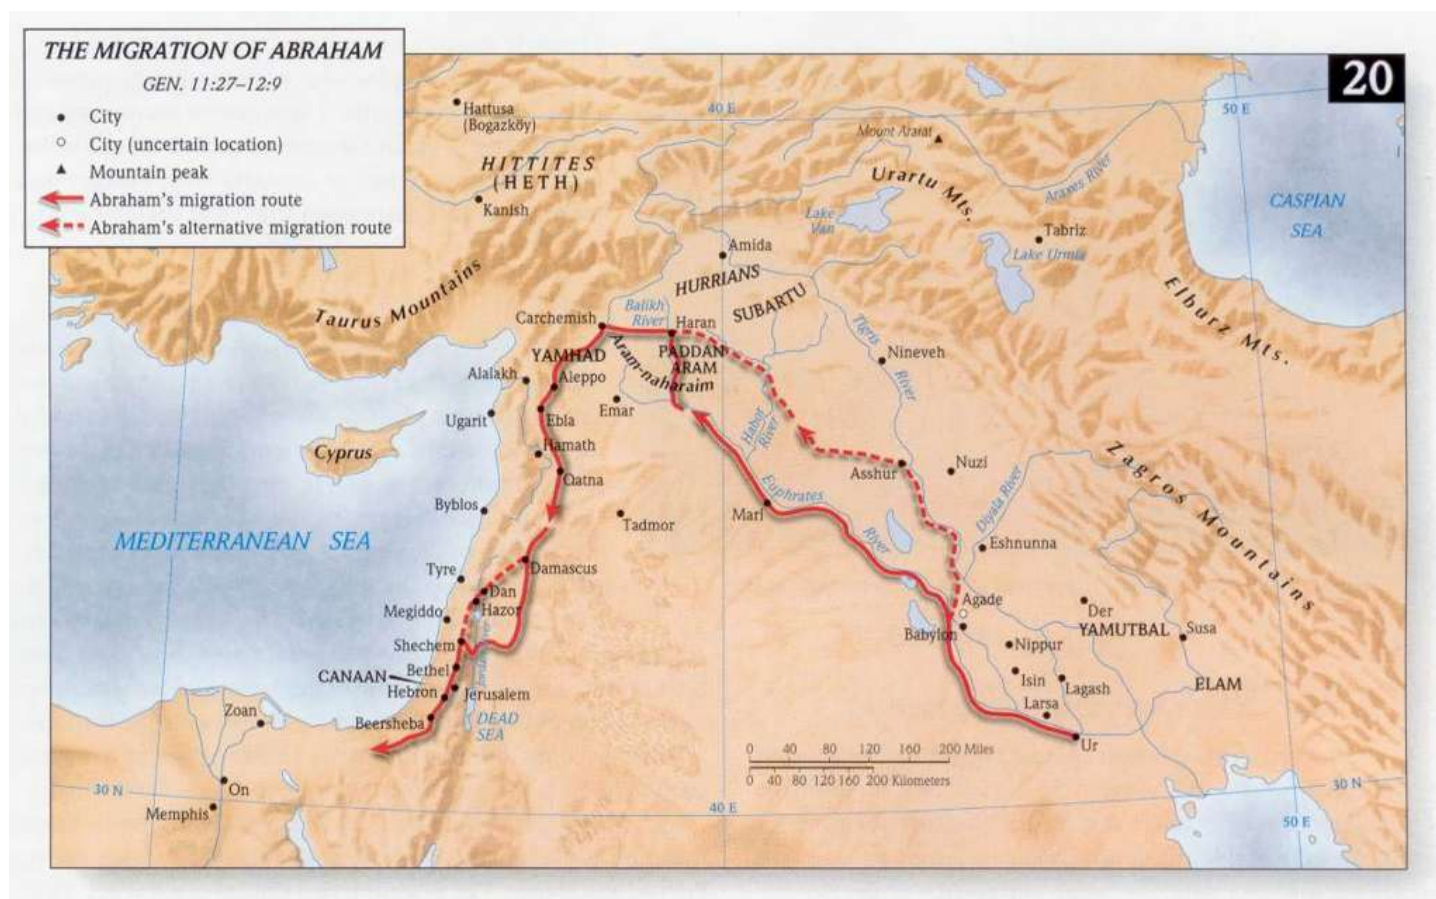 THE MIGRATION OF ABRAHAM
GEN. 11:27–12:9
City
City (uncertain location)
Mountain peak
Abraham's migration route
Abraham's alternative migration route
20
40 E
50 E
Hattusa
(Bogazköy)
Mount Ararat
HITTITES
(HETH)
Urartu Mts.
Araxes River
CASPIAN
SEA
Kanish
Lake
Van
Tabriz
Lake Urmia
Amida
Taurus Mountains
HURRIANS
SUBARTU
Elburz Mts.
Balikh
River
Carchemish
Haran
Tigris
River
Nineveh
YAMHAD
Aram-naharaim
PADDAN
ARAM
Alalakh
Aleppo
Emar
Ugarit
Ebla
Habor
River
Cyprus
Hamath
Qatna
Asshur
Nuzi
Zagros Mountains
Diyala River
Byblos
Tadmor
Mari
Euphrates
River
MEDITERRANEAN SEA
Eshnunna
Tyre
Damascus
Dan
Hazor
Megiddo
Agade
Der
Babylon
YAMUTBAL
Susa
Shechem
Jordan River
Nippur
CANAAN
Bethel
Isin
Lagash
ELAM
Hebron
Jerusalem
Larsa
Zoan
Beersheba
DEAD
SEA
Ur
0 40 80 120 160 200 Miles
0 40 80 120 160 200 Kilometers
30 N
On
30 N
Memphis
40 E
50 E